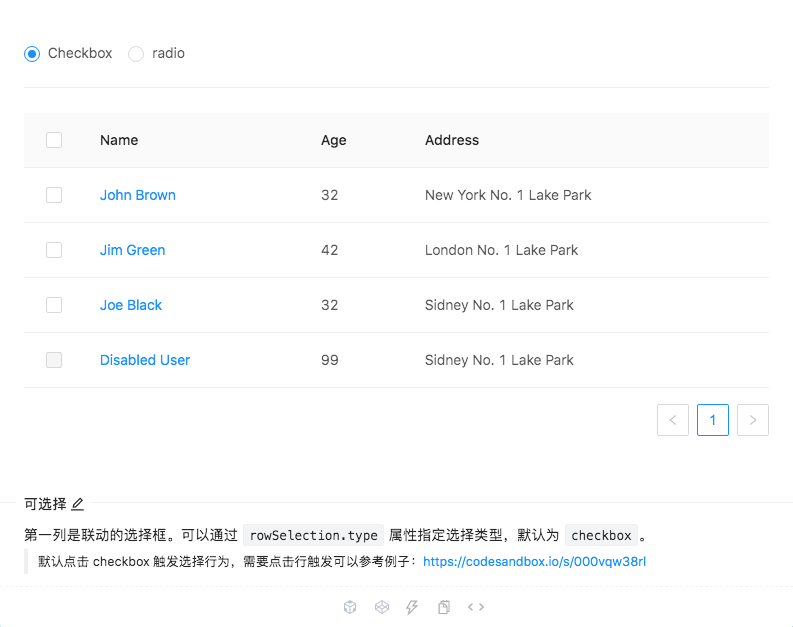 Checkbox radio
Name Age Address
John Brown 32 New York No. 1 Lake Park
Jim Green 42 London No. 1 Lake Park
Joe Black 32 Sidney No. 1 Lake Park
Disabled User 99 Sidney No. 1 Lake Park
< 1 >
可选择
第一列是联动的选择框。可以通过 rowSelection.type 属性指定选择类型，默认为 checkbox 。
默认点击 checkbox 触发选择行为，需要点击行触发可以参考例子：https://codesandbox.io/s/000vqw38rl